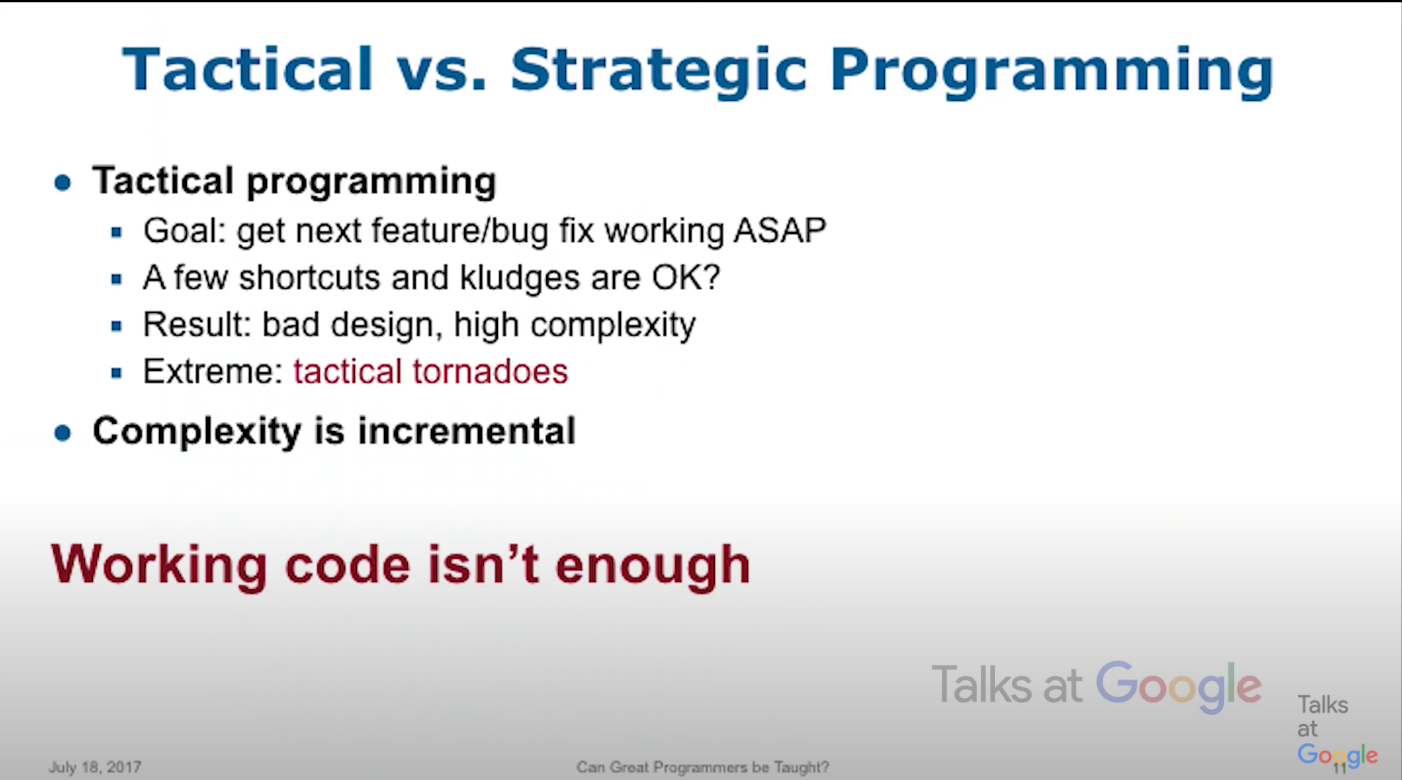 Tactical vs. Strategic Programming
● Tactical programming
▪ Goal: get next feature/bug fix working ASAP
▪ A few shortcuts and kludges are OK?
▪ Result: bad design, high complexity
▪ Extreme: tactical tornadoes
● Complexity is incremental
Working code isn’t enough
Talks at Google
Talks
at
Google
July 18, 2017
Can Great Programmers be Taught?
11